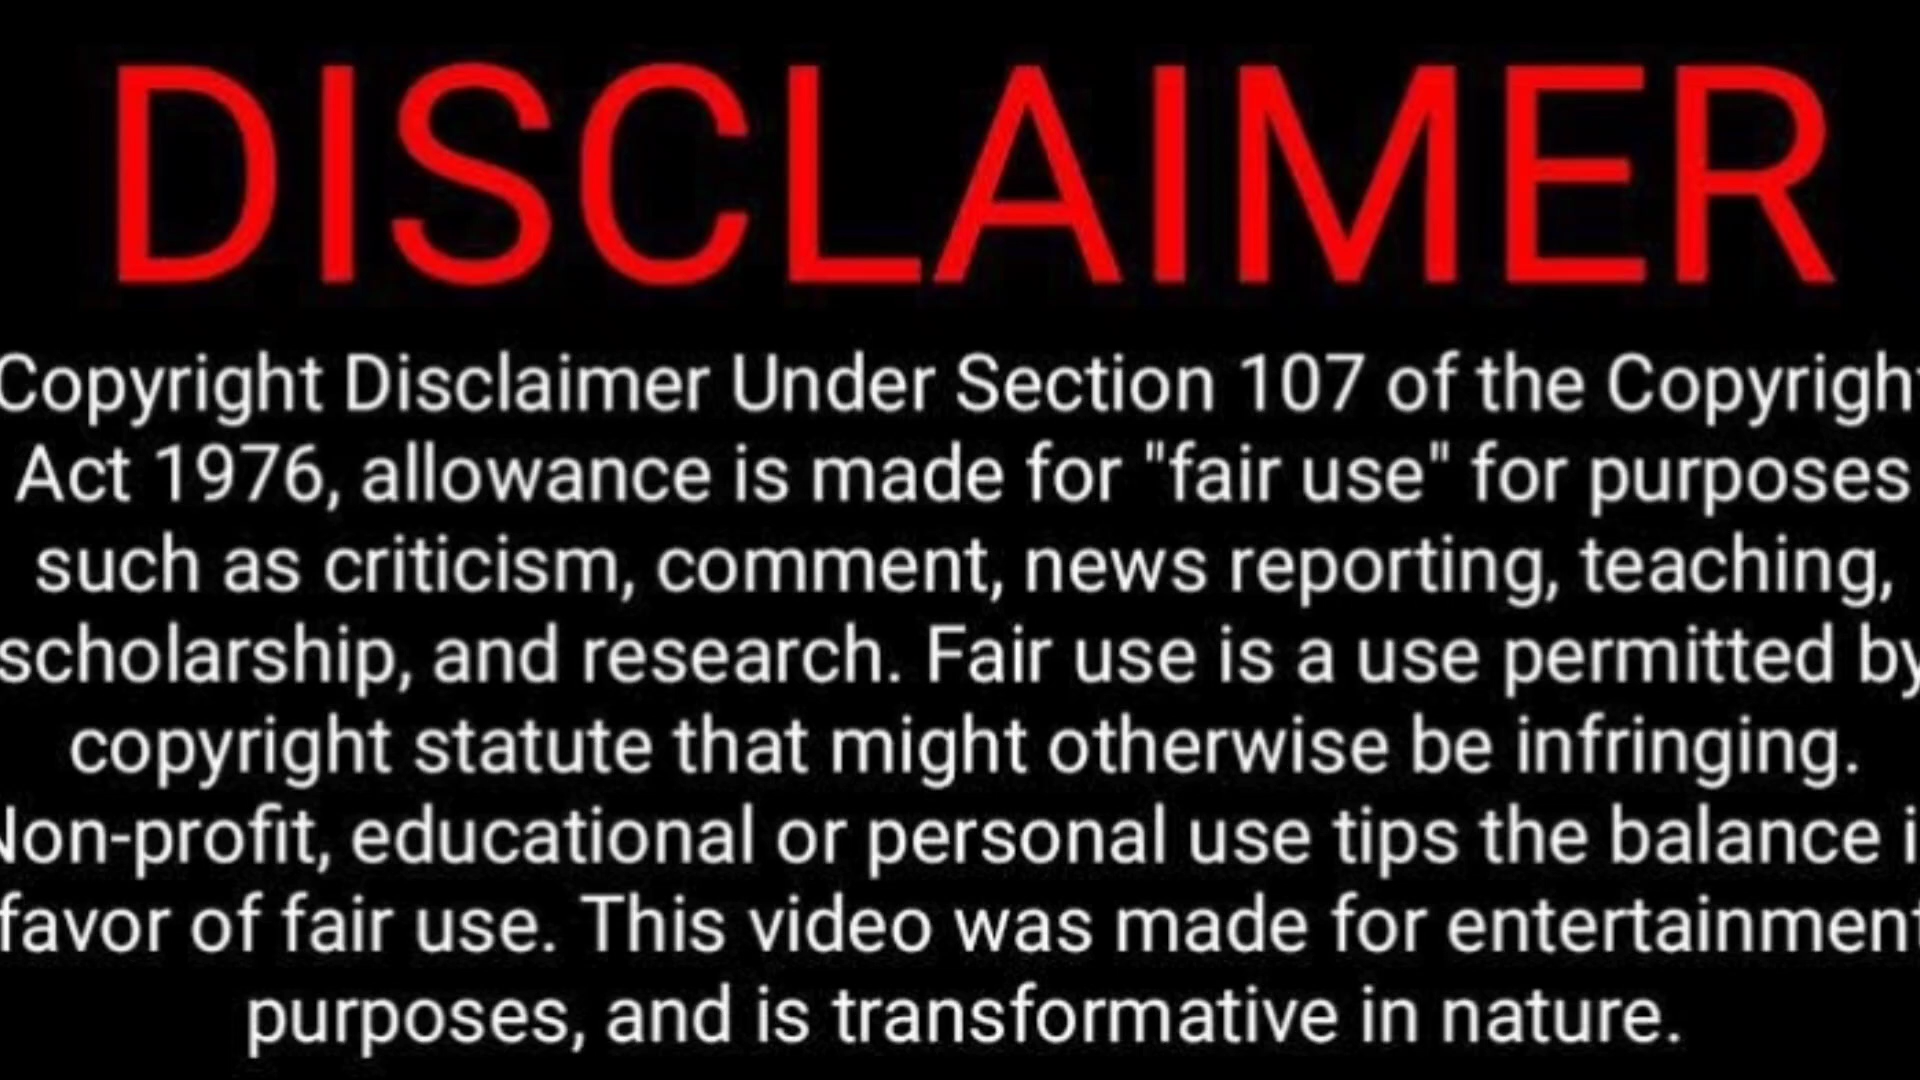 DISCLAIMER
Copyright Disclaimer Under Section 107 of the Copyright
Act 1976, allowance is made for "fair use" for purposes
such as criticism, comment, news reporting, teaching,
scholarship, and research. Fair use is a use permitted by
copyright statute that might otherwise be infringing.
Non-profit, educational or personal use tips the balance i
favor of fair use. This video was made for entertainment
purposes, and is transformative in nature.